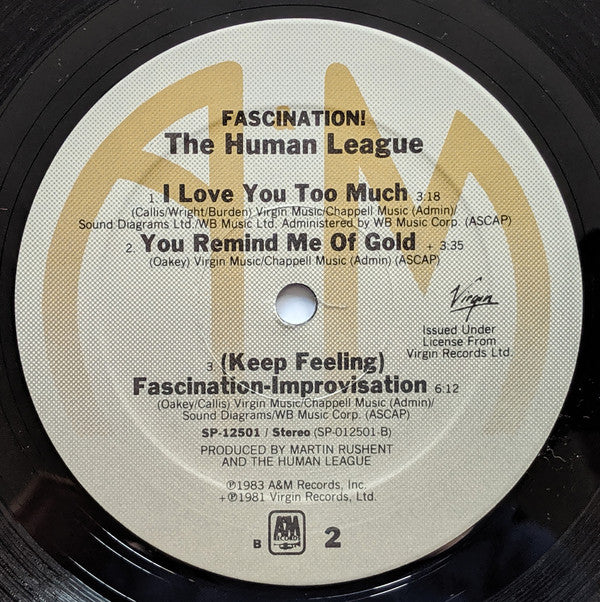 FASCINATION!
The Human League
1. I Love You Too Much 3:18
(Callis/Wright/Burden) Virgin Music/Chappell Music (Admin)/
Sound Diagrams Ltd./WB Music Ltd. Administered by WB Music Corp. (ASCAP)
2. You Remind Me Of Gold + 3:35
(Oakey) Virgin Music/Chappell Music (Admin) (ASCAP)
Virgin
Issued Under
License From
Virgin Records Ltd.
3. (Keep Feeling)
Fascination-Improvisation 6:12
(Oakey/Callis) Virgin Music/Chappell Music (Admin)/
Sound Diagrams/WB Music Corp. (ASCAP)
SP-12501 / Stereo (SP-012501-B)
PRODUCED BY MARTIN RUSHENT
AND THE HUMAN LEAGUE
℗1983 A&M Records, Inc.
+℗1981 Virgin Records, Ltd.
B A&M RECORDS 2